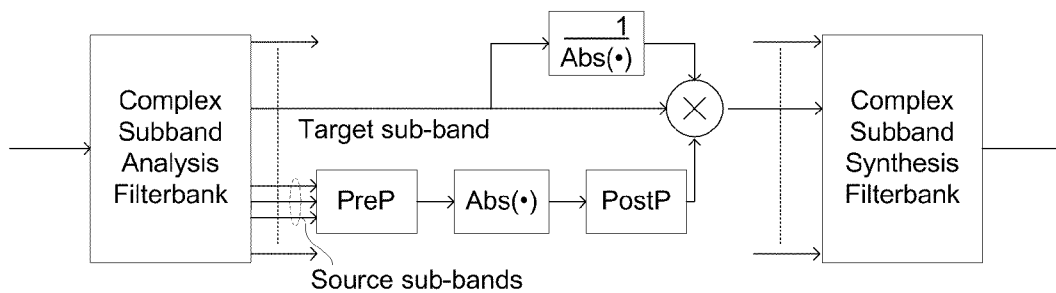 Complex
Subband
Analysis
Filterbank
1
Abs(•)
×
Target sub-band
PreP
Abs(•)
PostP
Source sub-bands
Complex
Subband
Synthesis
Filterbank